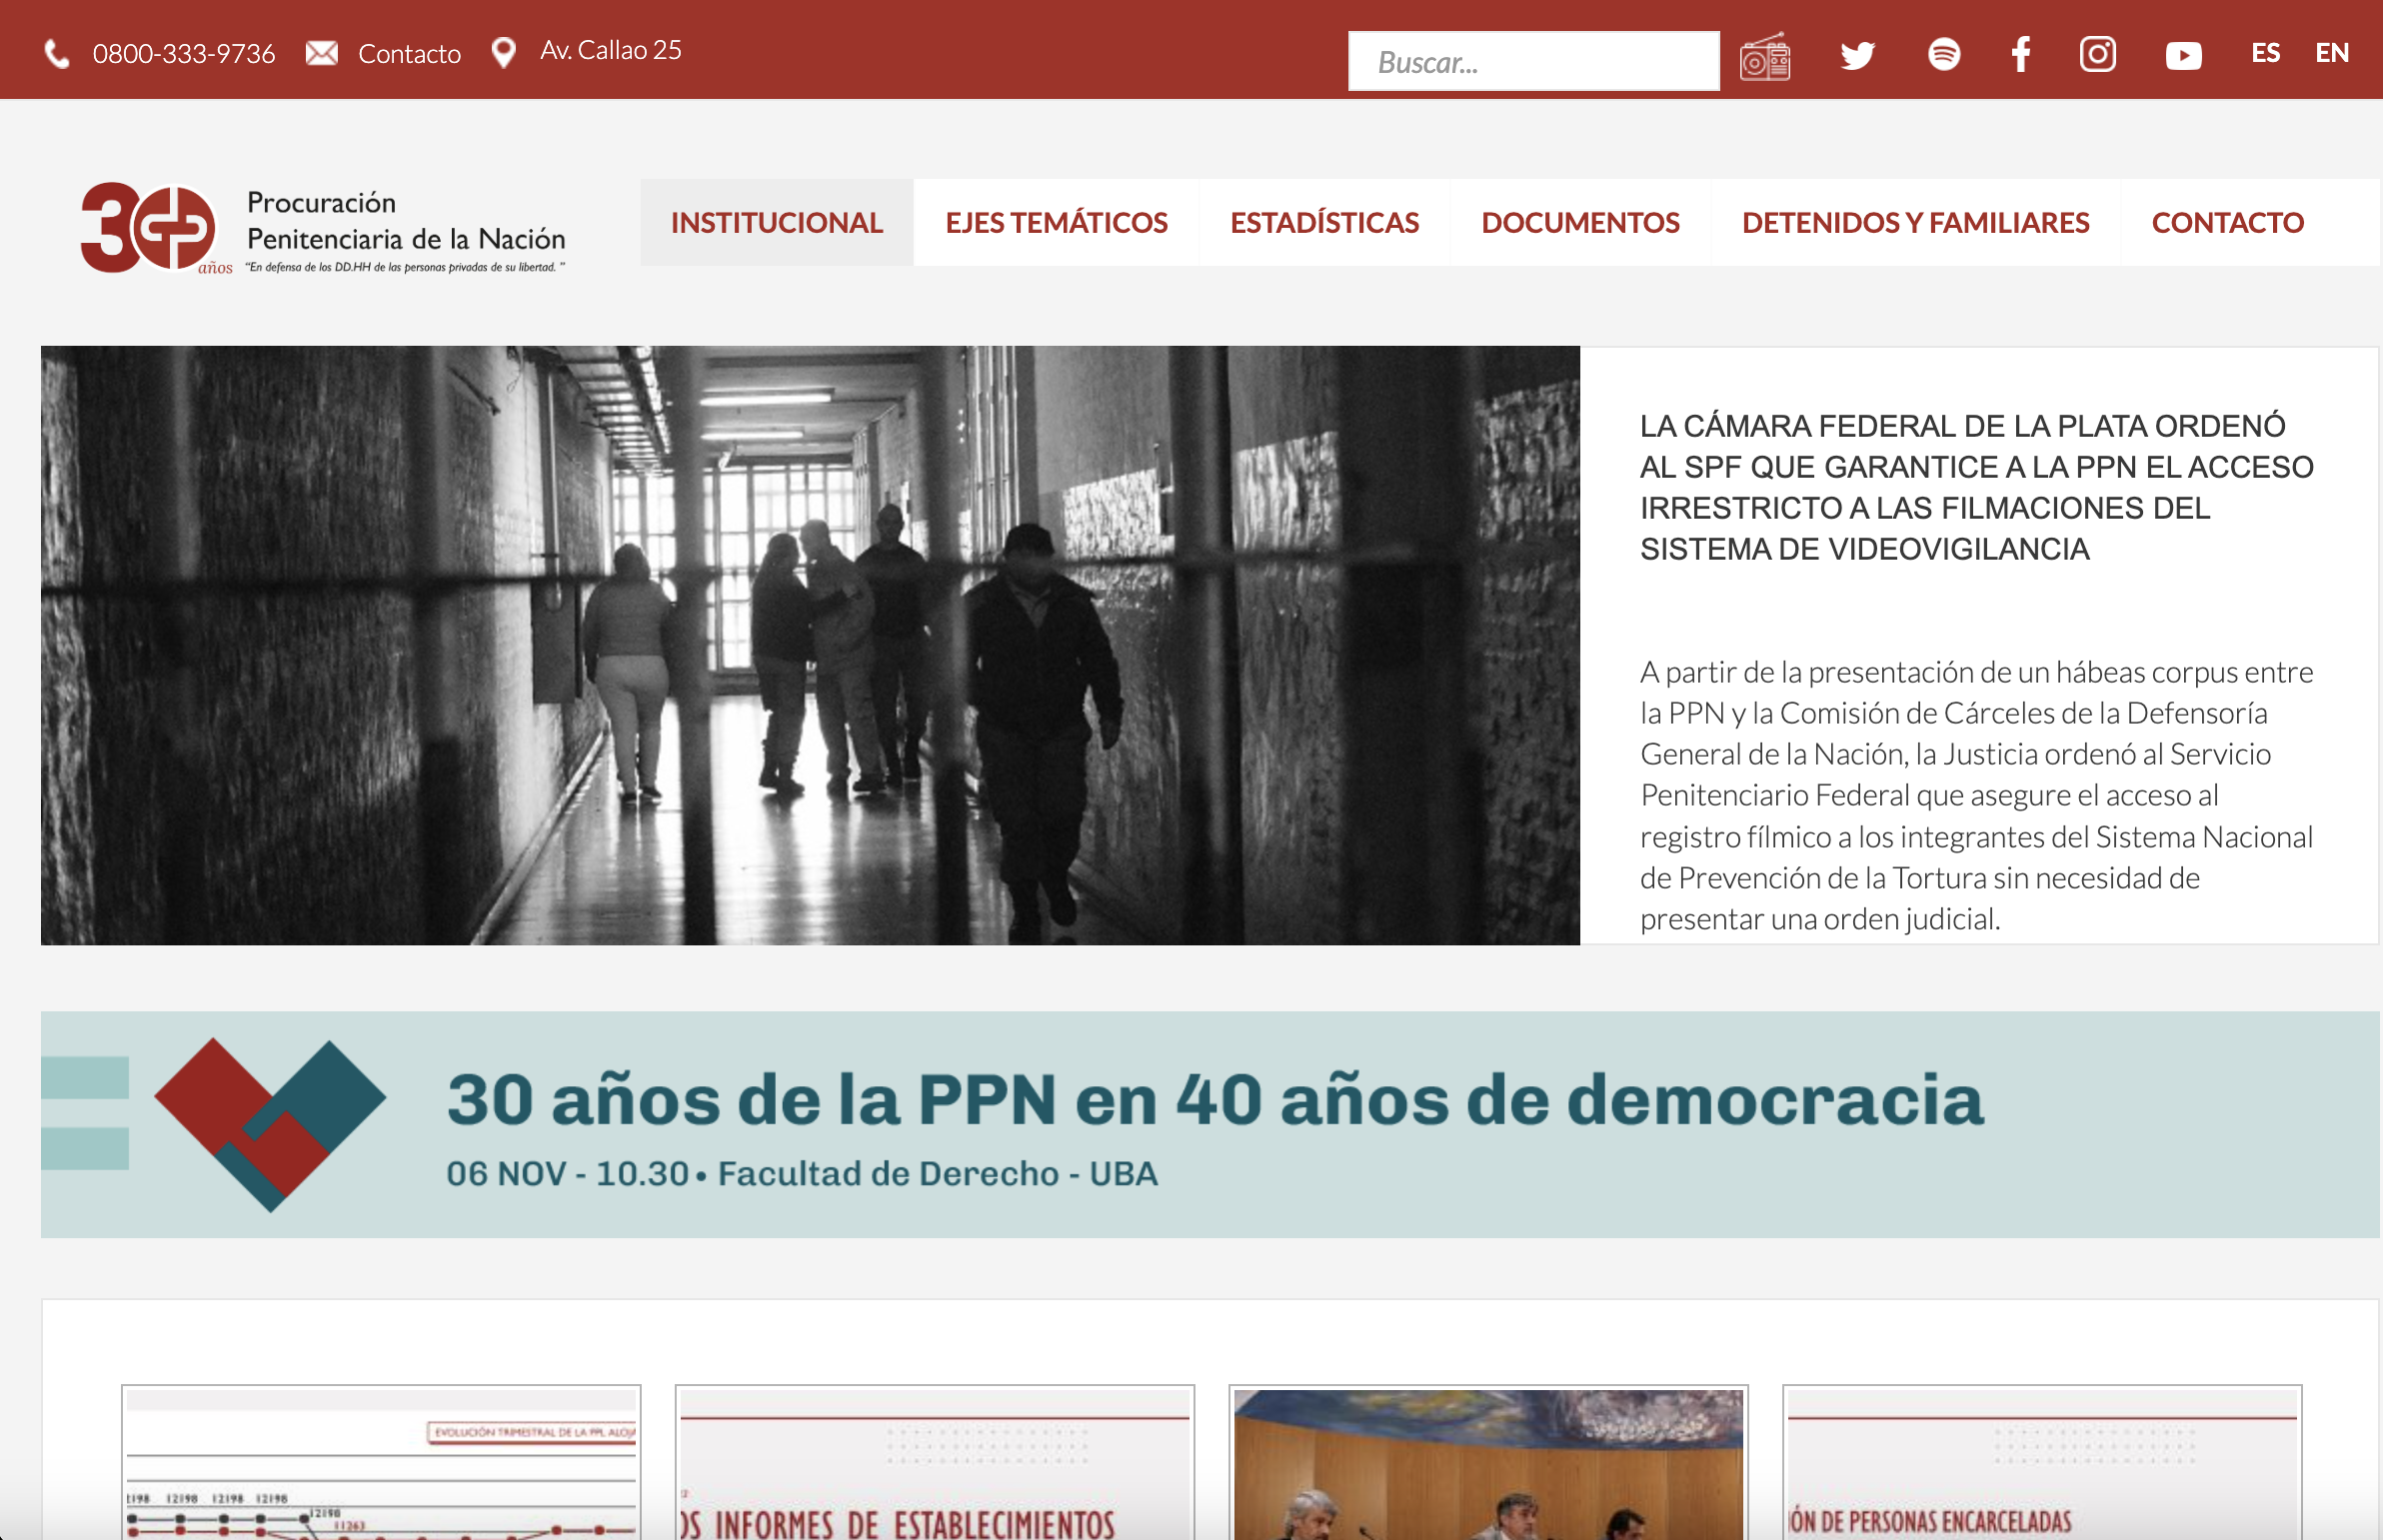 0800-333-9736 Contacto Av. Callao 25 Buscar... ES EN
30 años
Procuración
Penitenciaria de la Nación
"En defensa de los DD.HH de las personas privadas de su libertad. "
INSTITUCIONAL EJES TEMÁTICOS ESTADÍSTICAS DOCUMENTOS DETENIDOS Y FAMILIARES CONTACTO
LA CÁMARA FEDERAL DE LA PLATA ORDENÓ
AL SPF QUE GARANTICE A LA PPN EL ACCESO
IRRESTRICTO A LAS FILMACIONES DEL
SISTEMA DE VIDEOVIGILANCIA
A partir de la presentación de un hábeas corpus entre
la PPN y la Comisión de Cárceles de la Defensoría
General de la Nación, la Justicia ordenó al Servicio
Penitenciario Federal que asegure el acceso al
registro fílmico a los integrantes del Sistema Nacional
de Prevención de la Tortura sin necesidad de
presentar una orden judicial.
30 años de la PPN en 40 años de democracia
06 NOV - 10.30 • Facultad de Derecho - UBA
EVOLUCIÓN TRIMESTRAL DE LA PPL
12198 12198 12198
12198
11263
INFORMES DE ESTABLECIMIENTOS
DE PERSONAS ENCARCELADAS